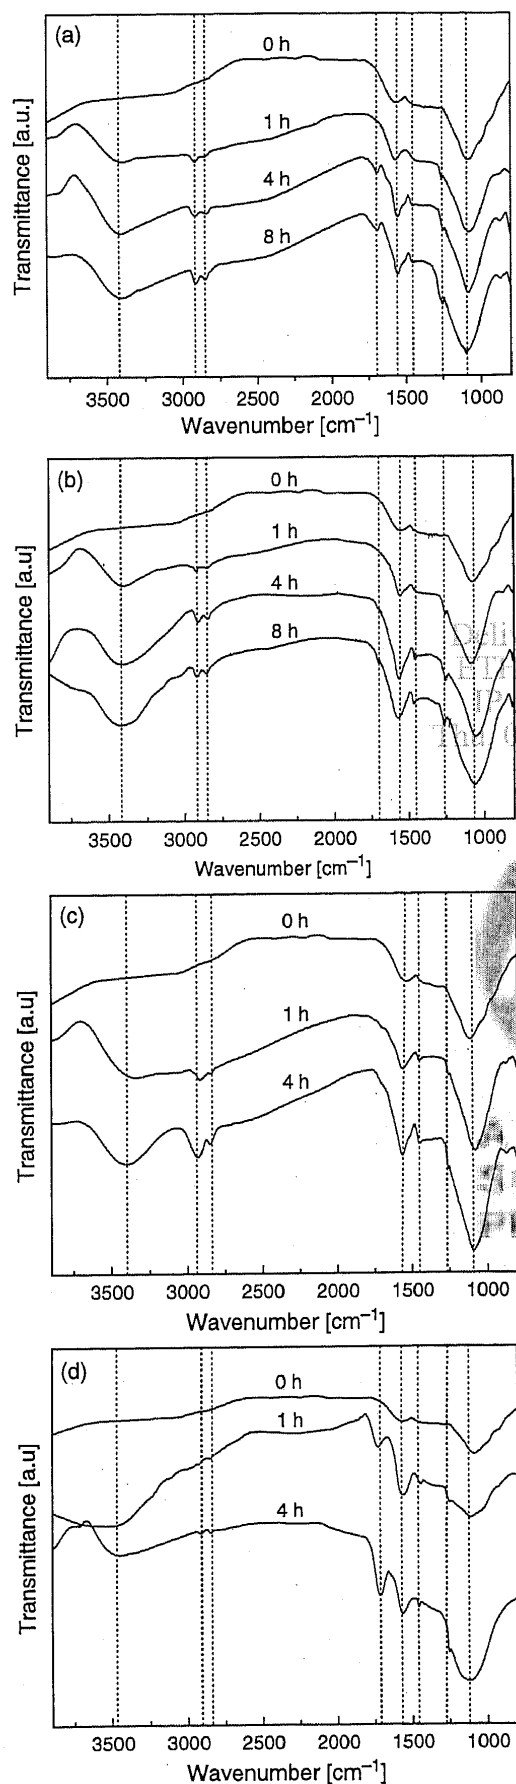 (a)
0 h
1 h
4 h
8 h
Transmittance [a.u.]
3500 3000 2500 2000 1500 1000
Wavenumber [cm⁻¹]
(b)
0 h
1 h
4 h
8 h
Transmittance [a.u]
3500 3000 2500 2000 1500 1000
Wavenumber [cm⁻¹]
(c)
0 h
1 h
4 h
Transmittance [a.u]
3500 3000 2500 2000 1500 1000
Wavenumber [cm⁻¹]
(d)
0 h
1 h
4 h
Transmittance [a.u]
3500 3000 2500 2000 1500 1000
Wavenumber [cm⁻¹]